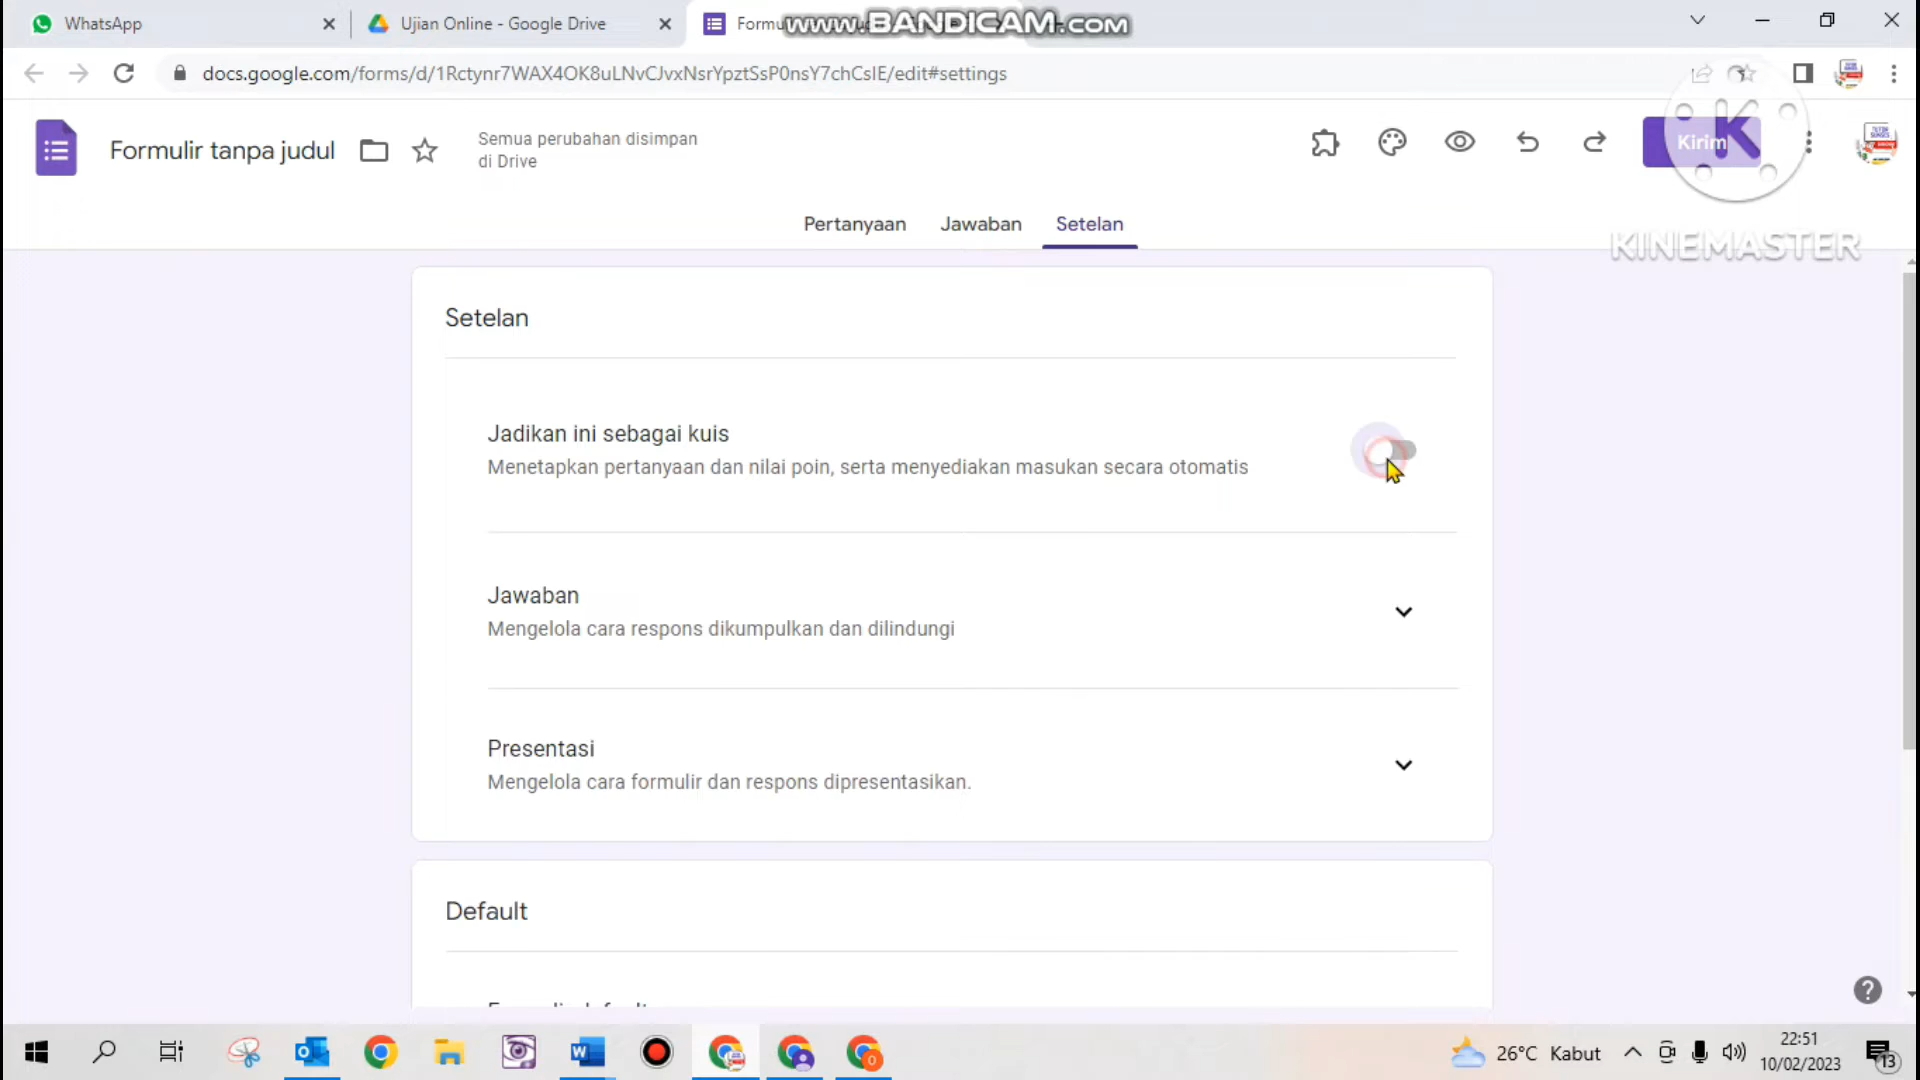 WhatsApp
Ujian Online - Google Drive
Formu
www.BANDICAM.com
docs.google.com/forms/d/1Rctynr7WAX4OK8uLNvCJvxNsrYpztSsP0nsY7chCsIE/edit#settings
Formulir tanpa judul
Semua perubahan disimpan
di Drive
Kirim
K
KINEMASTER
Pertanyaan
Jawaban
Setelan
Setelan
Jadikan ini sebagai kuis
Menetapkan pertanyaan dan nilai poin, serta menyediakan masukan secara otomatis
Jawaban
Mengelola cara respons dikumpulkan dan dilindungi
Presentasi
Mengelola cara formulir dan respons dipresentasikan.
Default
26°C Kabut
22:51
10/02/2023
13